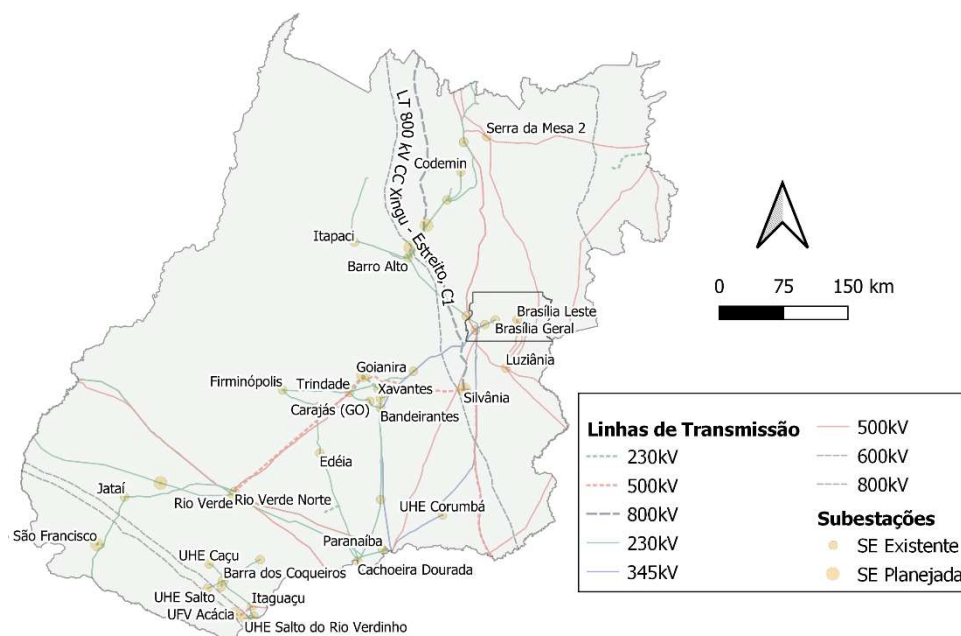 Serra da Mesa 2
Codemin
LT 800 kV CC Xingu - Estreito, C1
Itapaci
Barro Alto
Brasília Leste
Brasília Geral
Luziânia
Goianira
Firminópolis
Trindade
Xavantes
Carajás (GO)
Bandeirantes
Silvânia
Edéia
Jataí
Rio Verde
Rio Verde Norte
UHE Corumbá
São Francisco
Paranaíba
UHE Caçu
Barra dos Coqueiros
Cachoeira Dourada
UHE Salto
Itaguaçu
UFV Acácia
UHE Salto do Rio Verdinho
0 75 150 km
Linhas de Transmissão
230kV
500kV
800kV
230kV
345kV
500kV
600kV
800kV
Subestações
SE Existente
SE Planejada